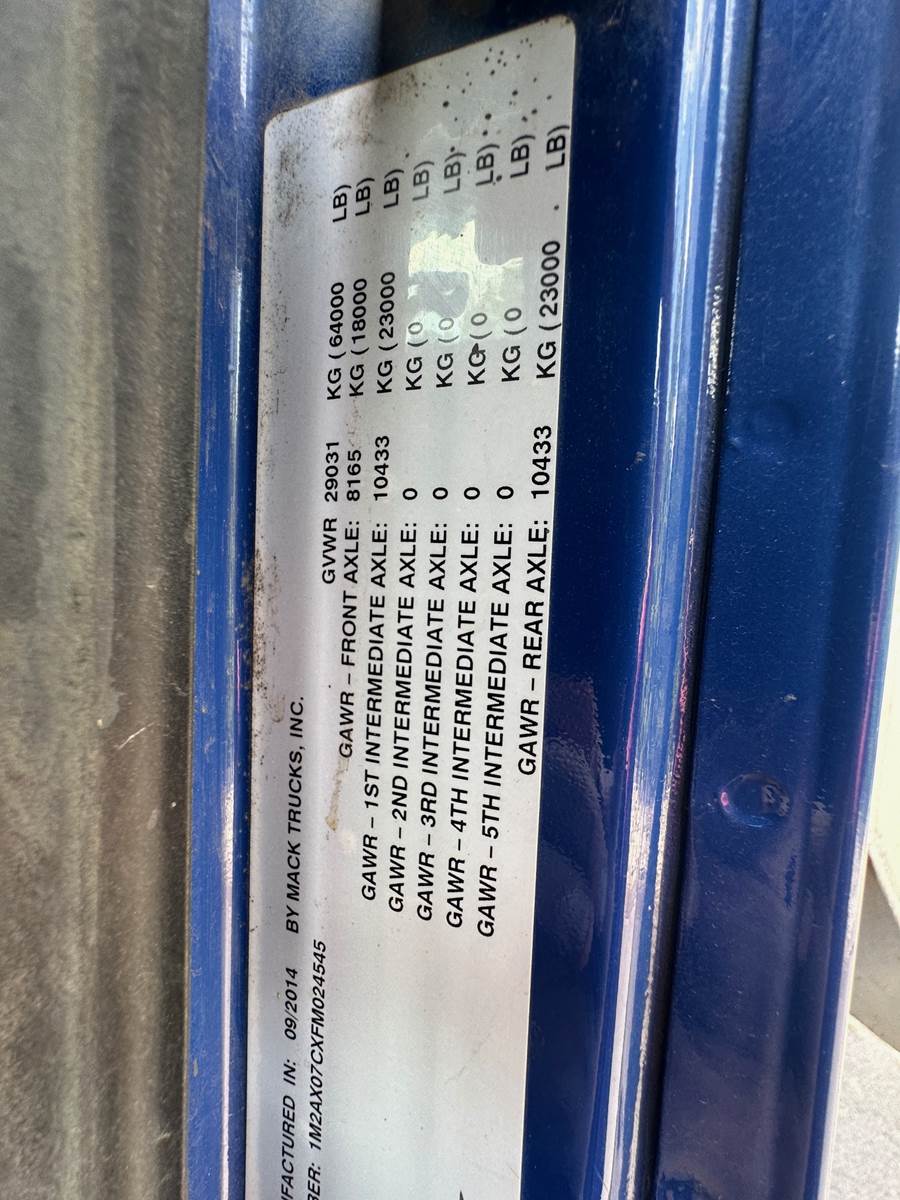 FACTURED IN: 09/2014 BY MACK TRUCKS, INC.
BER: 1M2AX07CXFM024545
GVWR 29031 KG (64000 LB)
GAWR – FRONT AXLE: 8165 KG (18000 LB)
GAWR – 1ST INTERMEDIATE AXLE: 10433 KG (23000 LB)
GAWR – 2ND INTERMEDIATE AXLE: 0 KG (0 LB)
GAWR – 3RD INTERMEDIATE AXLE: 0 KG (0 LB)
GAWR – 4TH INTERMEDIATE AXLE: 0 KG (0 LB)
GAWR – 5TH INTERMEDIATE AXLE: 0 KG (0 LB)
GAWR – REAR AXLE: 10433 KG (23000 LB)